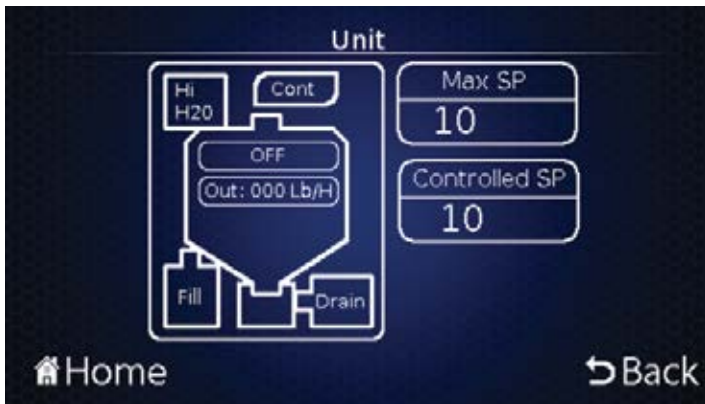 Unit
Hi
H20
Cont
OFF
Out: 000 Lb/H
Fill
Drain
Max SP
10
Controlled SP
10
Home
Back